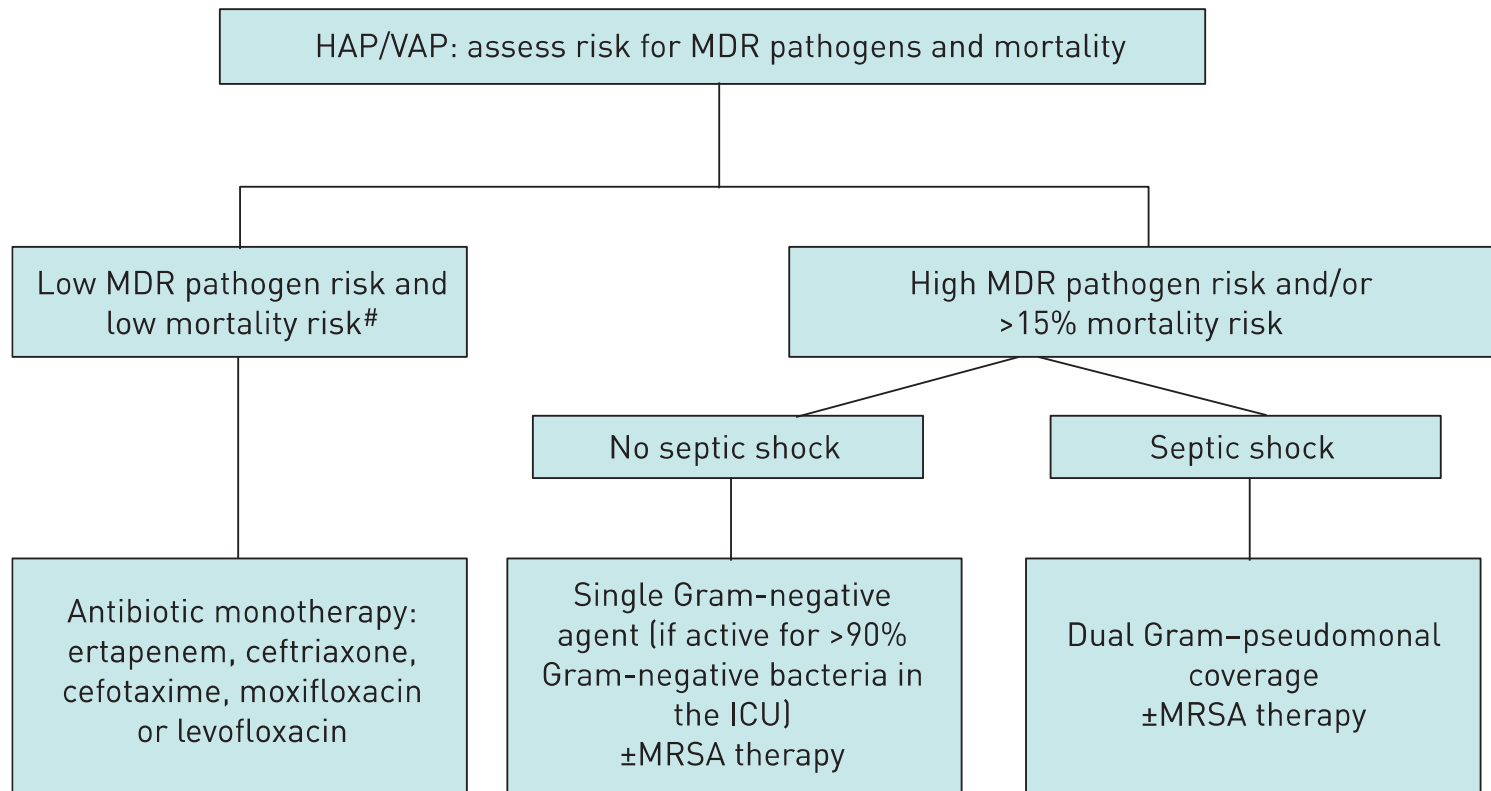 HAP/VAP: assess risk for MDR pathogens and mortality
Low MDR pathogen risk and
low mortality risk#
High MDR pathogen risk and/or
>15% mortality risk
No septic shock
Septic shock
Antibiotic monotherapy:
ertapenem, ceftriaxone,
cefotaxime, moxifloxacin
or levofloxacin
Single Gram-negative
agent (if active for >90%
Gram-negative bacteria in
the ICU)
±MRSA therapy
Dual Gram–pseudomonal
coverage
±MRSA therapy